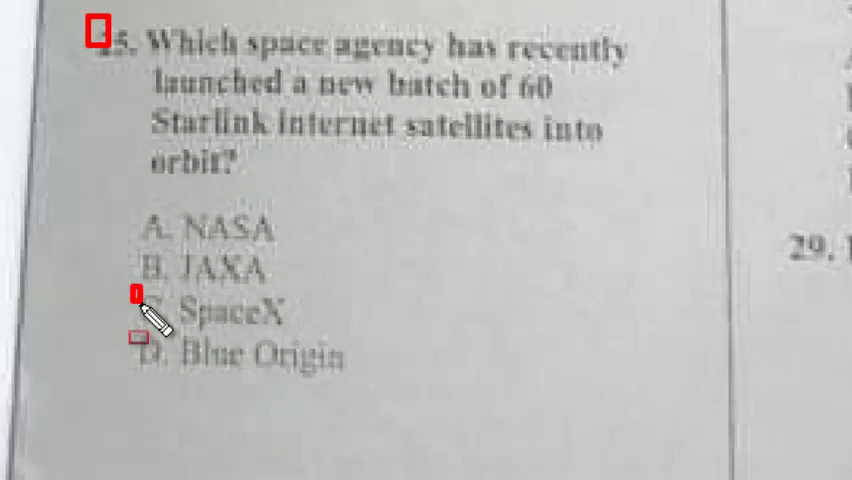 25. Which space agency has recently
launched a new batch of 60
Starlink internet satellites into
orbit?
A. NASA
B. JAXA
C. SpaceX
D. Blue Origin
29.